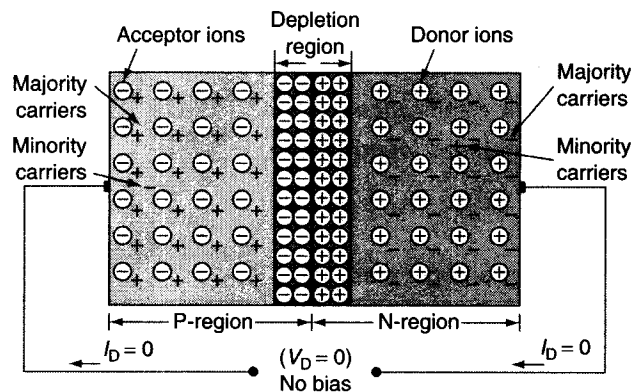 Depletion
region
Acceptor ions
Donor ions
Majority
carriers
Minority
carriers
Majority
carriers
Minority
carriers
P-region
N-region
I_D = 0
(V_D = 0)
No bias
I_D = 0